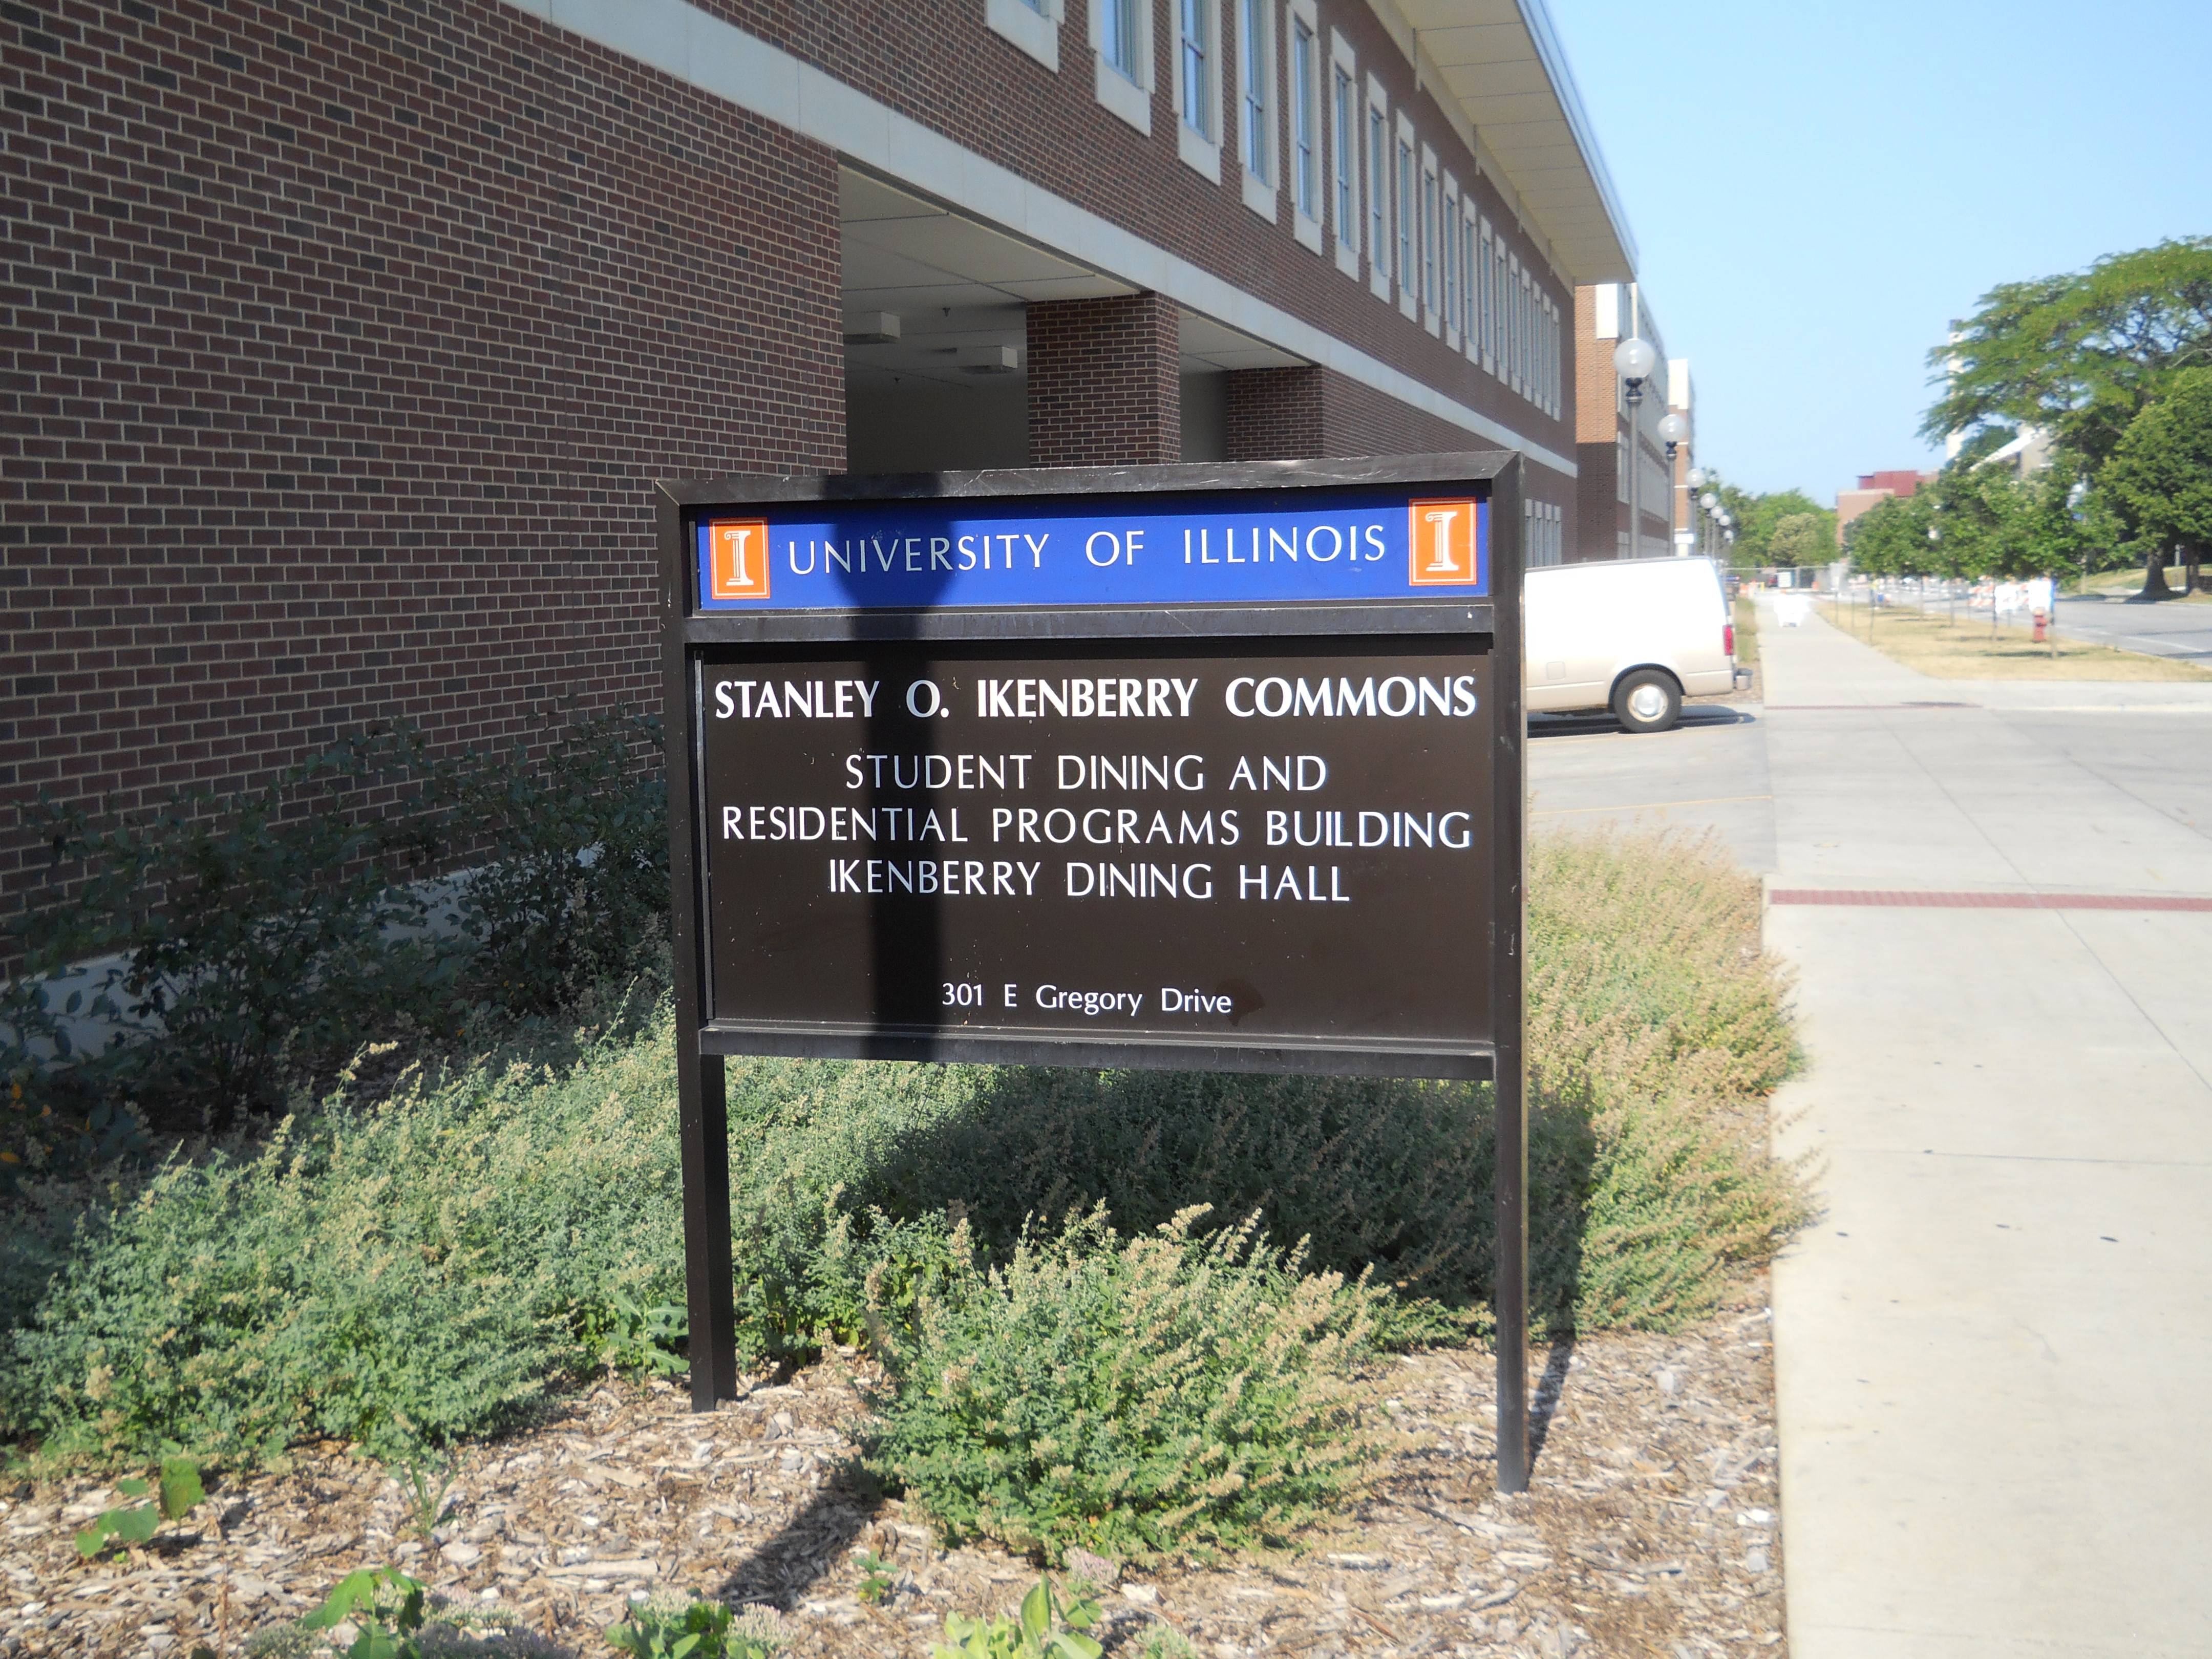 I UNIVERSITY OF ILLINOIS I
STANLEY O. IKENBERRY COMMONS
STUDENT DINING AND
RESIDENTIAL PROGRAMS BUILDING
IKENBERRY DINING HALL
301 E Gregory Drive